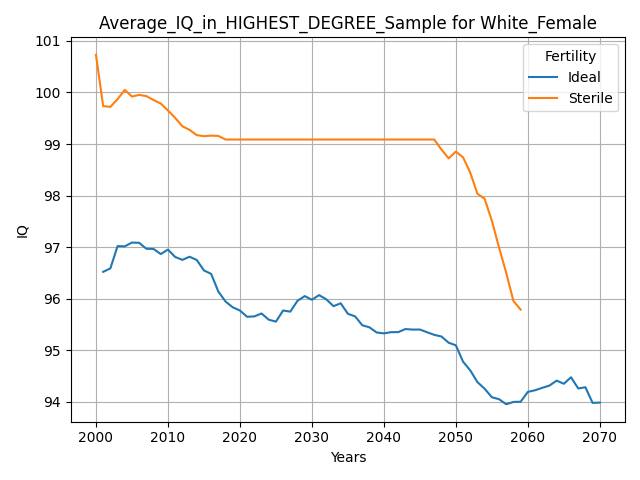 Average_IQ_in_HIGHEST_DEGREE_Sample for White_Female
101
100
99
98
97
96
95
94
IQ
Fertility
Ideal
Sterile
2000 2010 2020 2030 2040 2050 2060 2070
Years